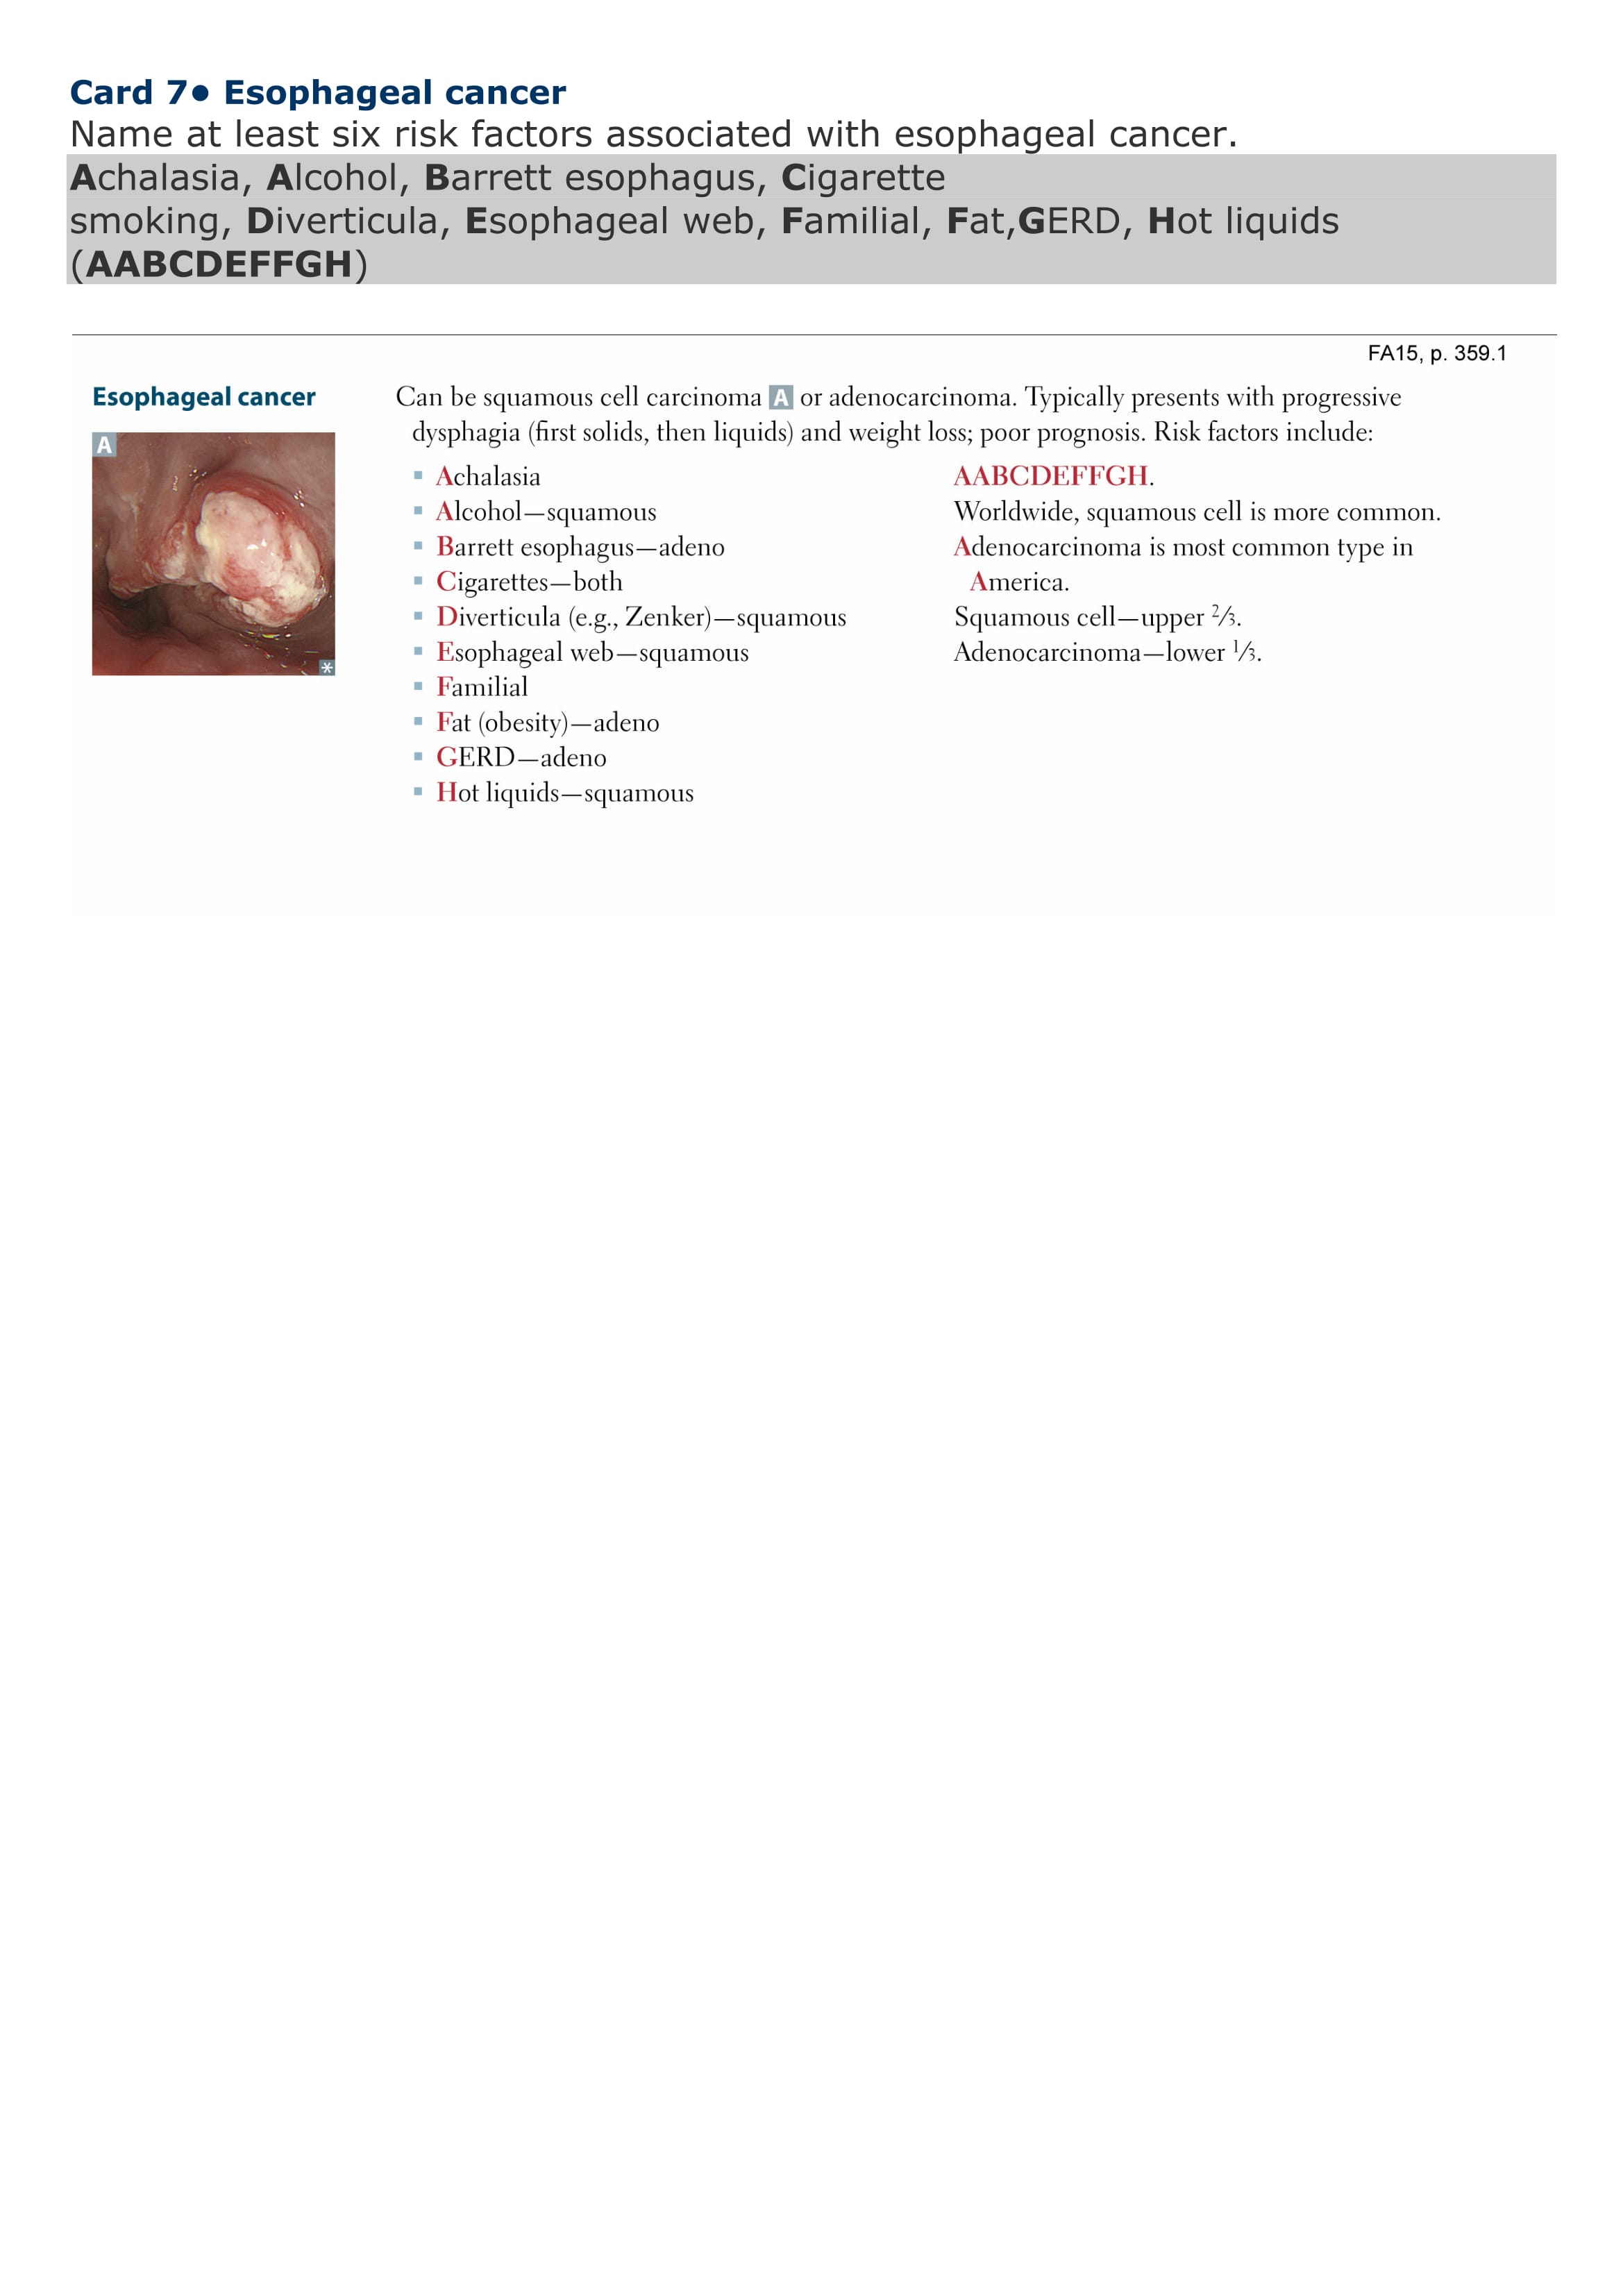 Card 7● Esophageal cancer
Name at least six risk factors associated with esophageal cancer.
Achalasia, Alcohol, Barrett esophagus, Cigarette
smoking, Diverticula, Esophageal web, Familial, Fat,GERD, Hot liquids
(AABCDEFFGH)
FA15, p. 359.1
Esophageal cancer
A
*
Can be squamous cell carcinoma A or adenocarcinoma. Typically presents with progressive
dysphagia (first solids, then liquids) and weight loss; poor prognosis. Risk factors include:
▪ Achalasia
▪ Alcohol—squamous
▪ Barrett esophagus—adeno
▪ Cigarettes—both
▪ Diverticula (e.g., Zenker)—squamous
▪ Esophageal web—squamous
▪ Familial
▪ Fat (obesity)—adeno
▪ GERD—adeno
▪ Hot liquids—squamous
AABCDEFFGH.
Worldwide, squamous cell is more common.
Adenocarcinoma is most common type in
America.
Squamous cell—upper 2/3.
Adenocarcinoma—lower 1/3.